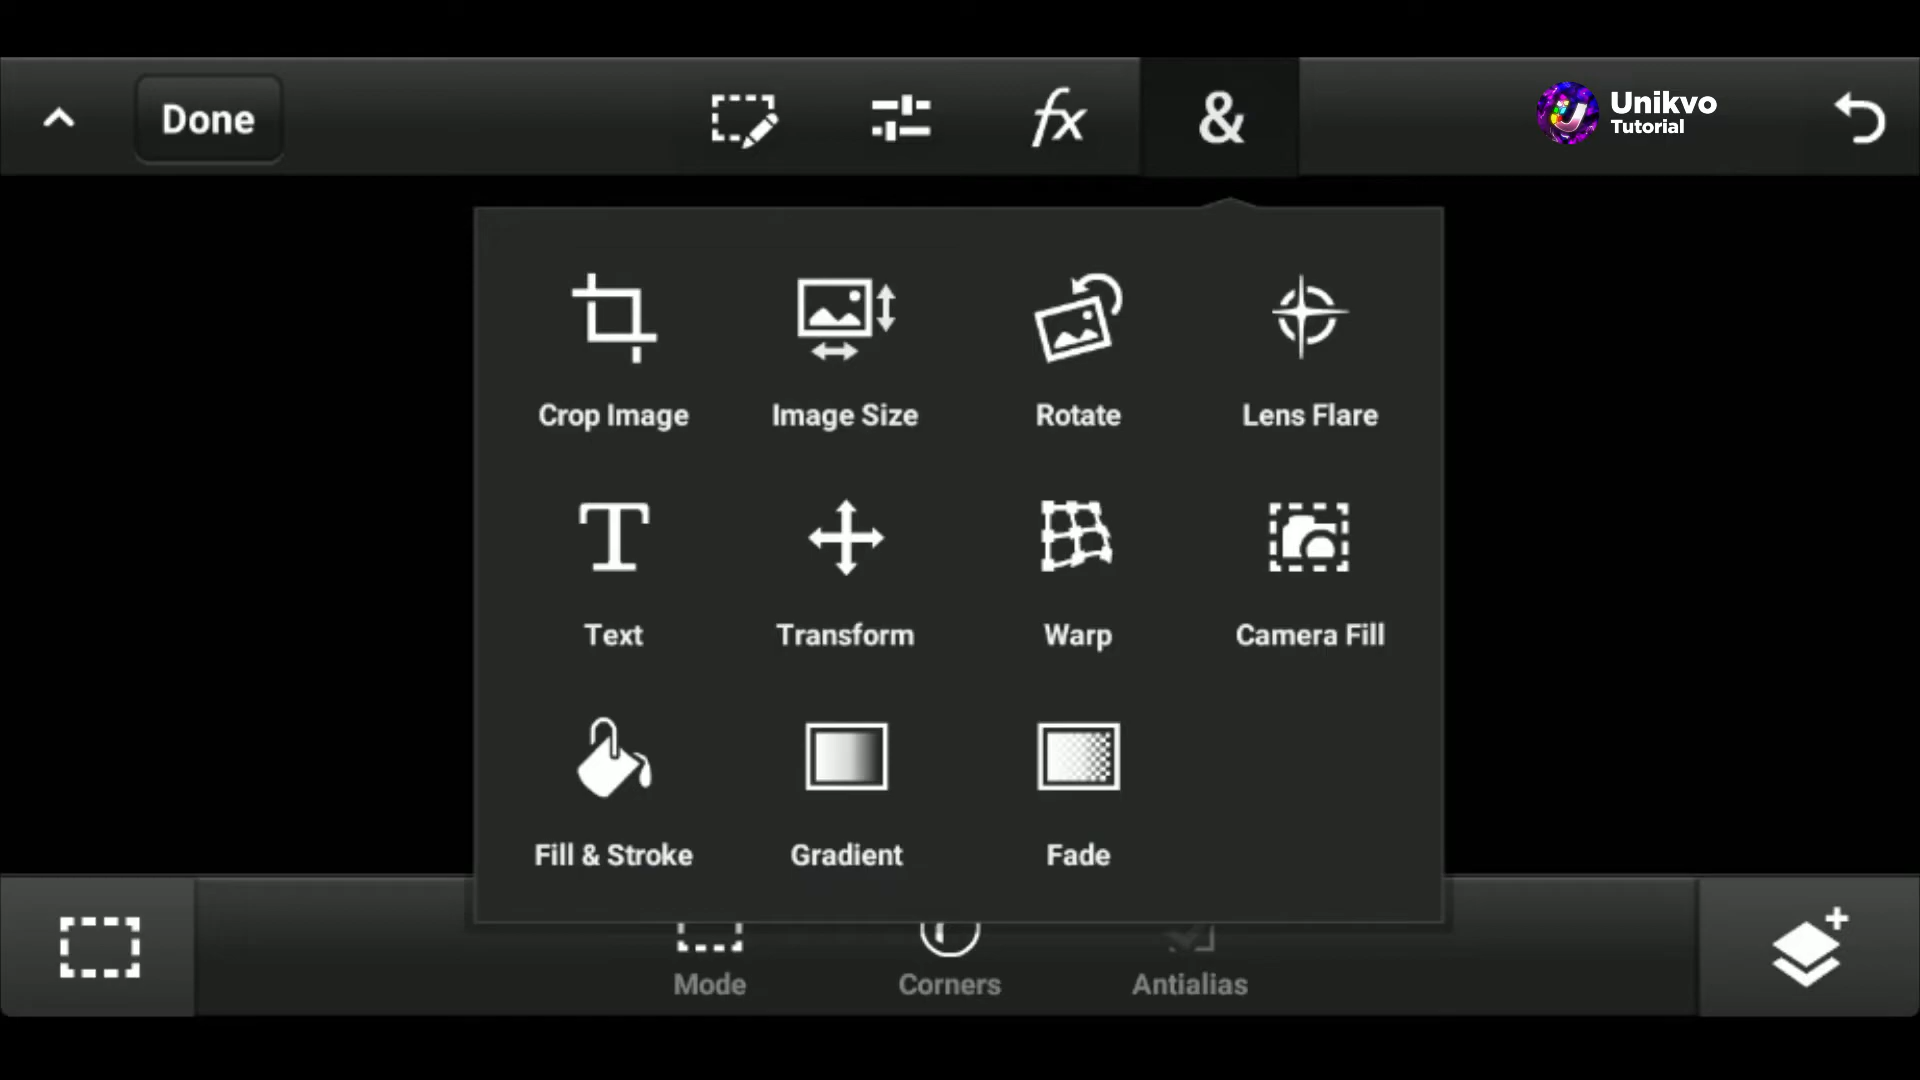 Done
fx
&
Unikvo
Tutorial
Crop Image
Image Size
Rotate
Lens Flare
Text
Transform
Warp
Camera Fill
Fill & Stroke
Gradient
Fade
Mode
Corners
Antialias